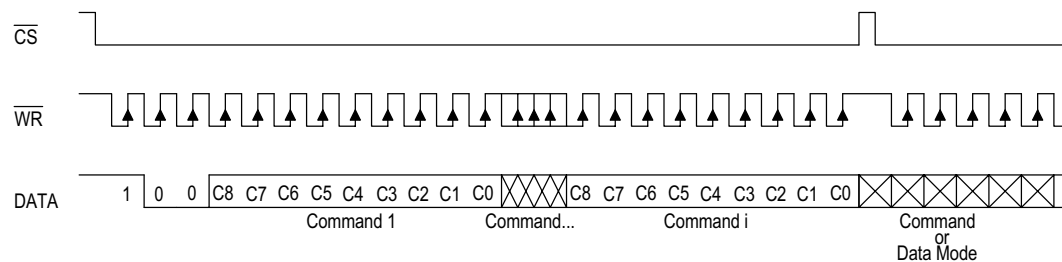 CS
WR
DATA 1 0 0 C8 C7 C6 C5 C4 C3 C2 C1 C0 C8 C7 C6 C5 C4 C3 C2 C1 C0
Command 1 Command... Command i Command
or
Data Mode